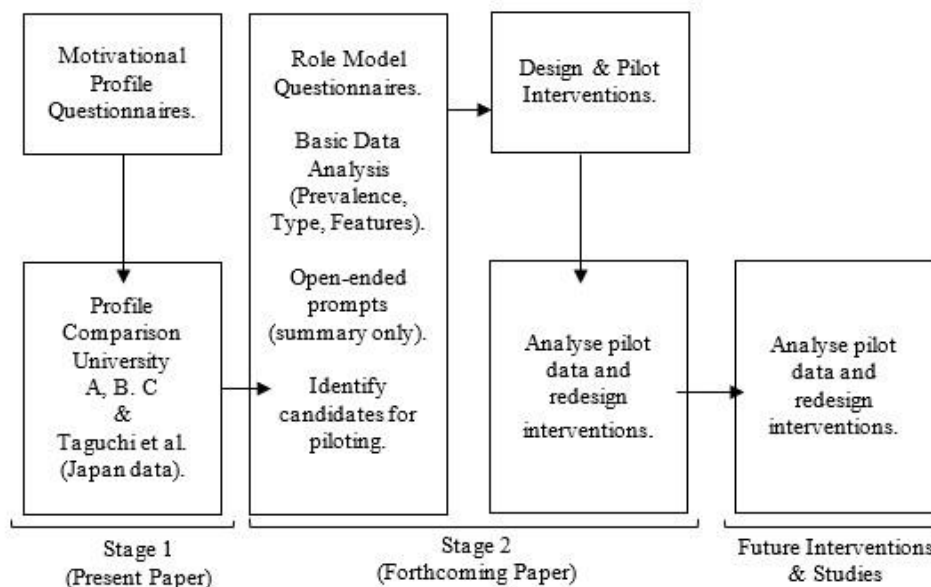 Motivational
Profile
Questionnaires.
Profile
Comparison
University
A, B. C
&
Taguchi et al.
(Japan data).
Role Model
Questionnaires.
Basic Data
Analysis
(Prevalence,
Type, Features).
Open-ended
prompts
(summary only).
Identify
candidates for
piloting.
Design & Pilot
Interventions.
Analyse pilot
data and
redesign
interventions.
Analyse pilot
data and
redesign
interventions.
Stage 1
(Present Paper)
Stage 2
(Forthcoming Paper)
Future Interventions
& Studies